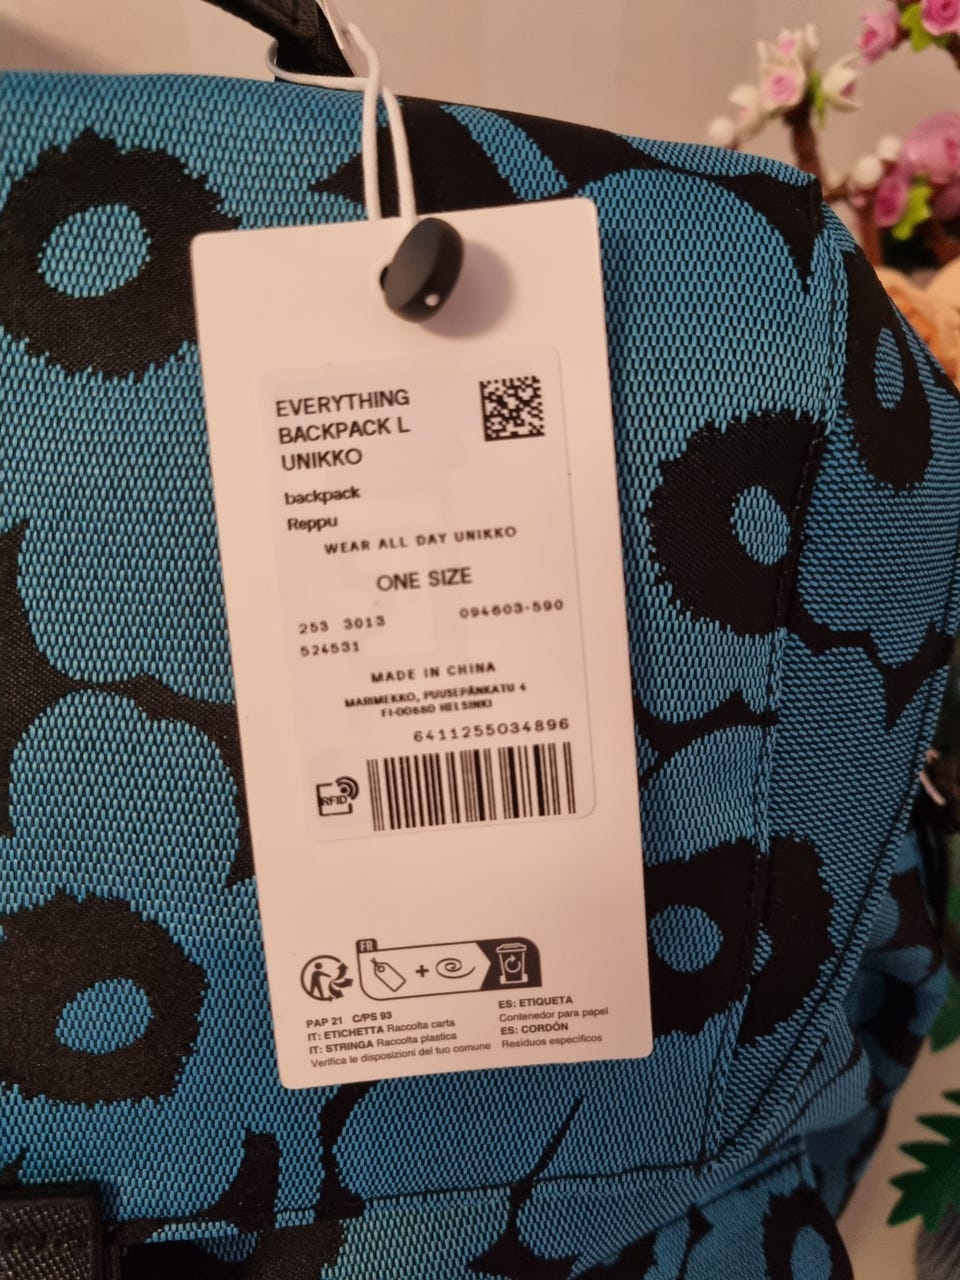 EVERYTHING
BACKPACK L
UNIKKO
backpack
Reppu
WEAR ALL DAY UNIKKO
ONE SIZE
253 3013 094603-590
524531
MADE IN CHINA
MARIMEKKO, PUUSEPÄNKATU 4
FI-00880 HELSINKI
6411255034896
RFID
FR
+
PAP 21 C/PS 93
IT: ETICHETTA Raccolta carta
IT: STRINGA Raccolta plastica
Verifica le disposizioni del tuo comune
ES: ETIQUETA
Contenedor para papel
ES: CORDÓN
Residuos específicos